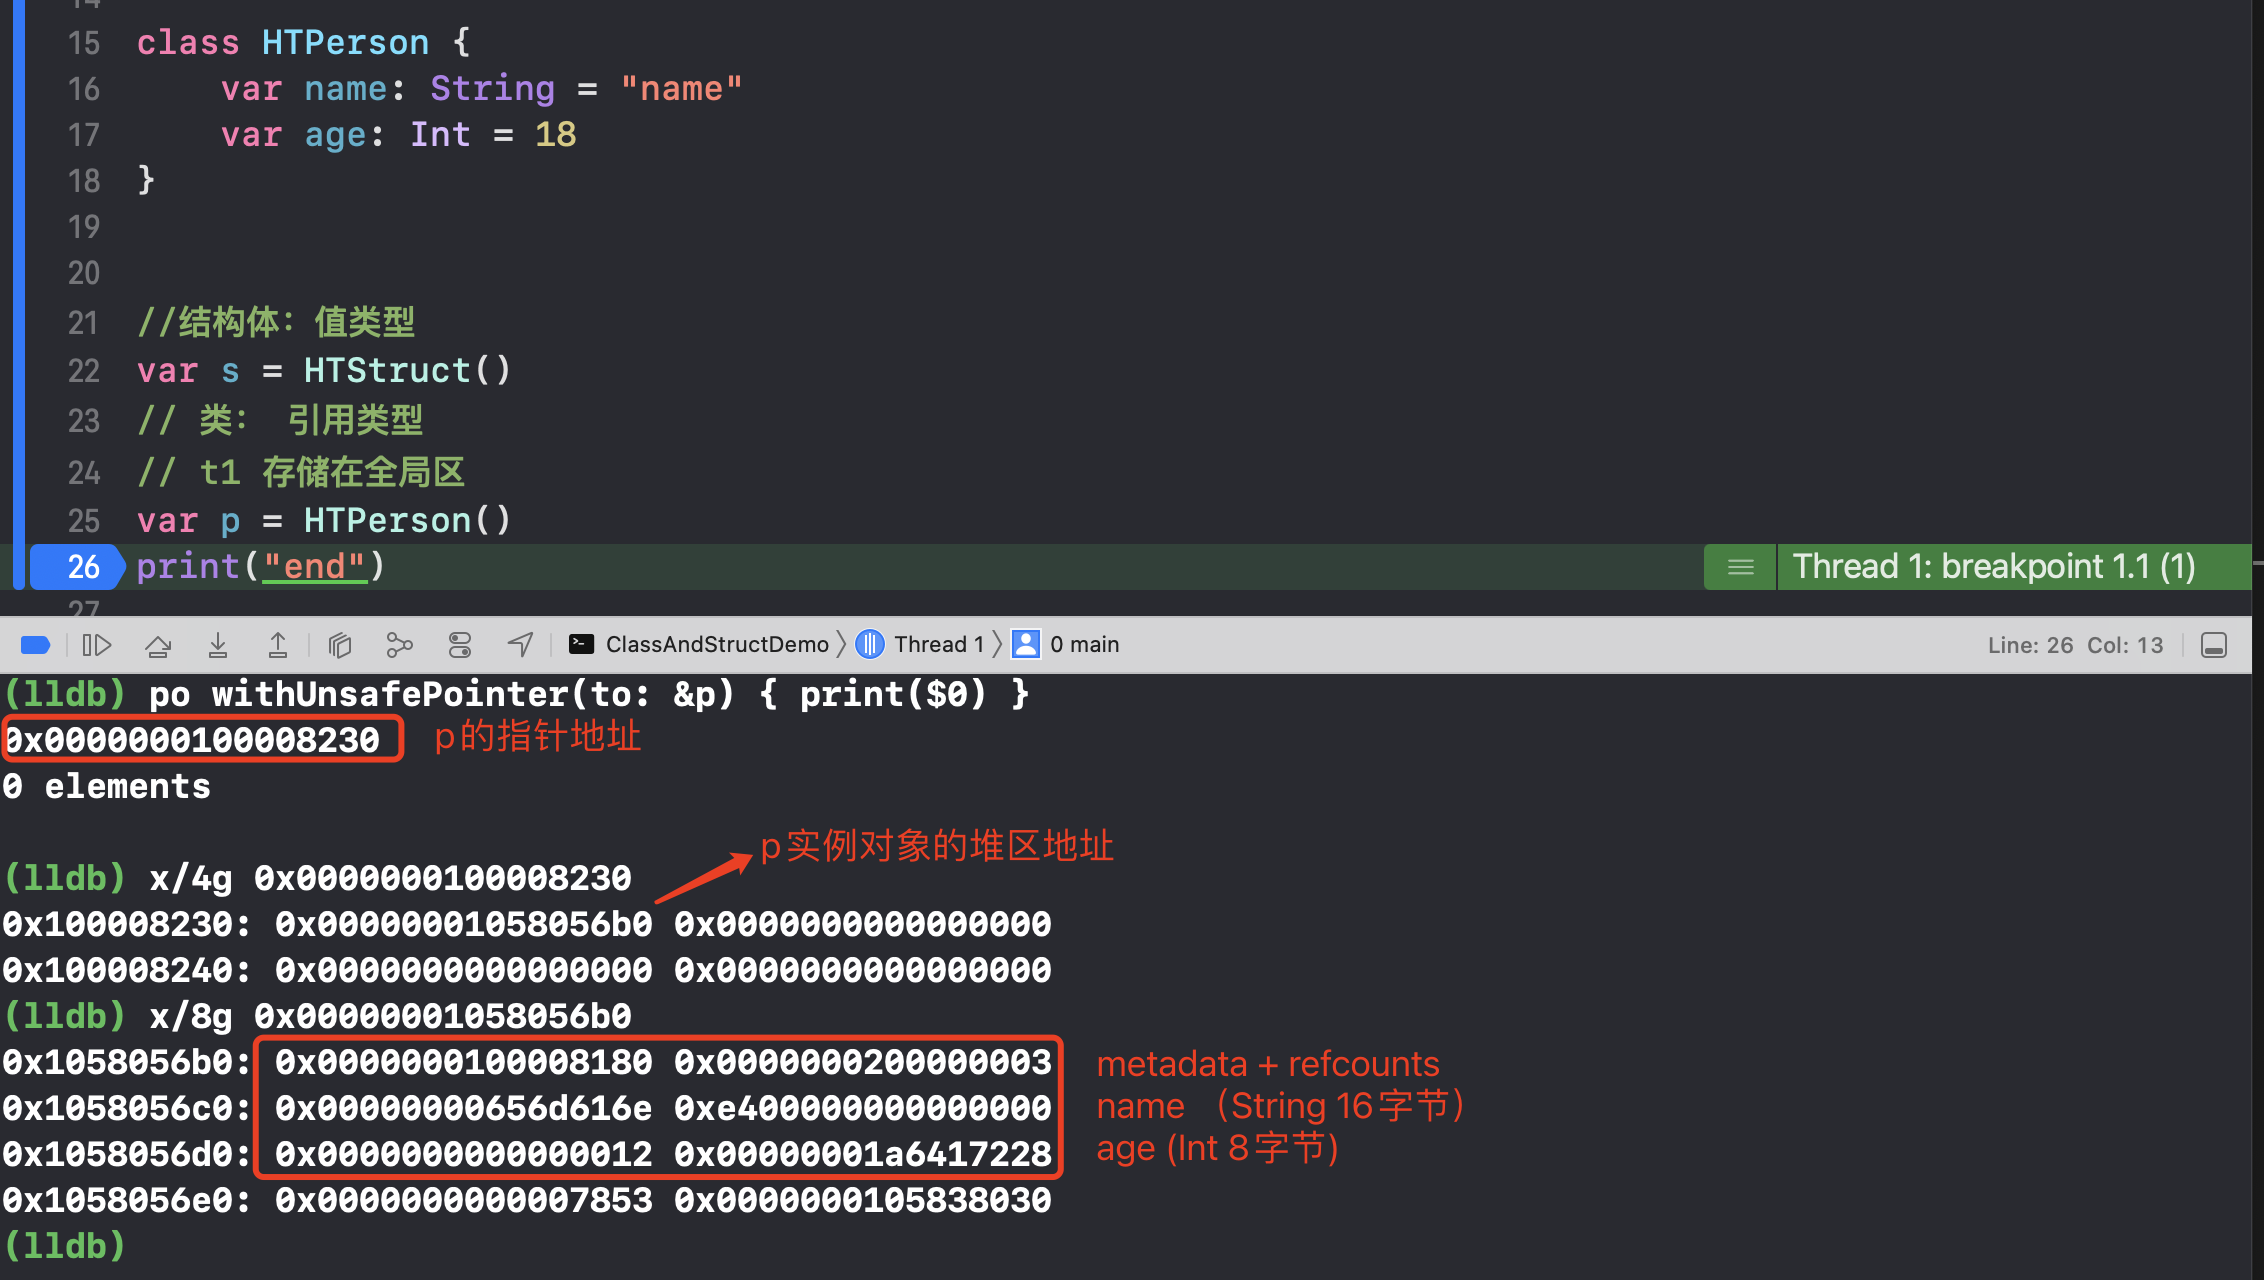 14
15 class HTPerson {
16     var name: String = "name"
17     var age: Int = 18
18 }
19
20
21 //结构体：值类型
22 var s = HTStruct()
23 // 类： 引用类型
24 // t1 存储在全局区
25 var p = HTPerson()
26 print("end") Thread 1: breakpoint 1.1 (1)
27
ClassAndStructDemo Thread 1 0 main Line: 26 Col: 13
(lldb) po withUnsafePointer(to: &p) { print($0) }
0x0000000100008230 p的指针地址
0 elements
p实例对象的堆区地址
(lldb) x/4g 0x0000000100008230
0x100008230: 0x00000001058056b0 0x0000000000000000
0x100008240: 0x0000000000000000 0x0000000000000000
(lldb) x/8g 0x00000001058056b0
0x1058056b0: 0x0000000100008180 0x0000000200000003 metadata + refcounts
0x1058056c0: 0x00000000656d616e 0xe400000000000000 name （String 16字节）
0x1058056d0: 0x0000000000000012 0x00000001a6417228 age (Int 8字节)
0x1058056e0: 0x0000000000007853 0x0000000105838030
(lldb)